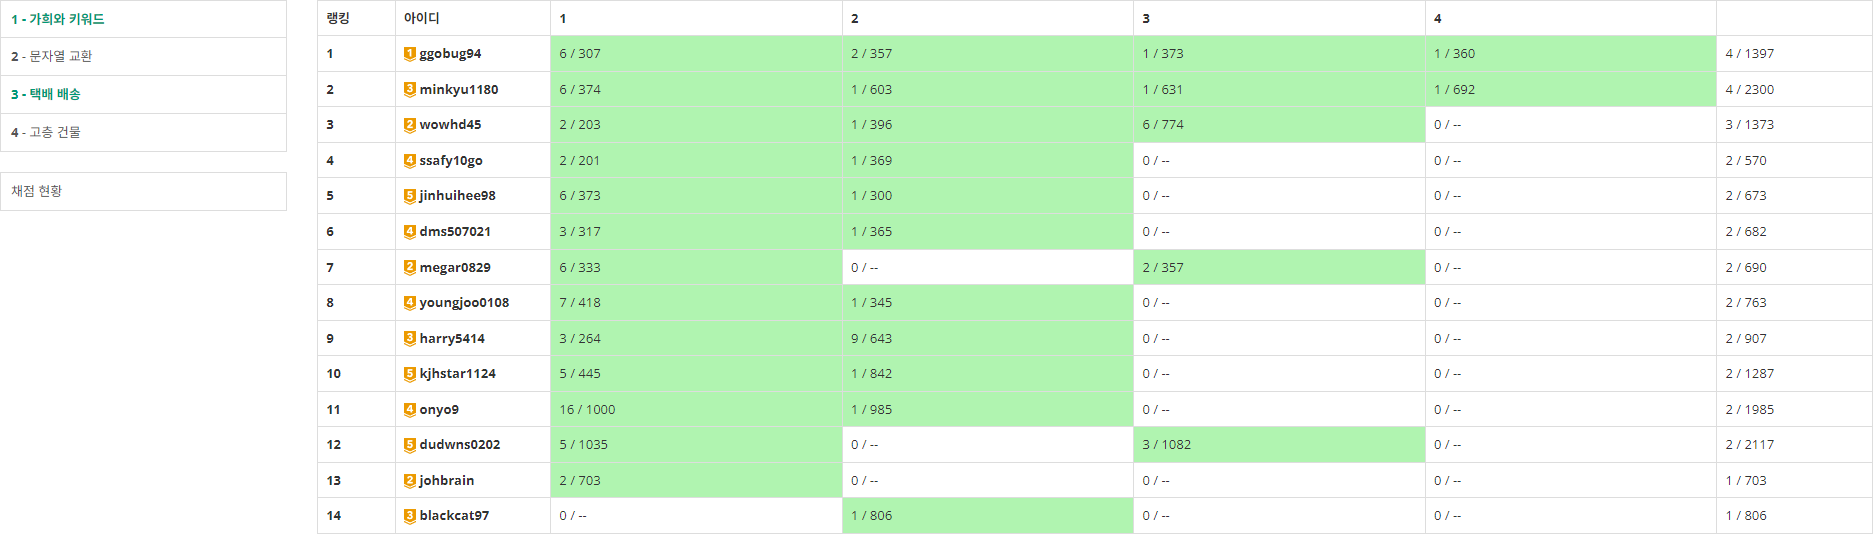 1 - 가희와 키워드
2 - 문자열 교환
3 - 택배 배송
4 - 고층 건물
채점 현황
랭킹 아이디 1 2 3 4
1 1 ggobug94 6 / 307 2 / 357 1 / 373 1 / 360 4 / 1397
2 3 minkyu1180 6 / 374 1 / 603 1 / 631 1 / 692 4 / 2300
3 2 wowhd45 2 / 203 1 / 396 6 / 774 0 / -- 3 / 1373
4 4 ssafy10go 2 / 201 1 / 369 0 / -- 0 / -- 2 / 570
5 5 jinhuihee98 6 / 373 1 / 300 0 / -- 0 / -- 2 / 673
6 4 dms507021 3 / 317 1 / 365 0 / -- 0 / -- 2 / 682
7 2 megar0829 6 / 333 0 / -- 2 / 357 0 / -- 2 / 690
8 4 youngjoo0108 7 / 418 1 / 345 0 / -- 0 / -- 2 / 763
9 3 harry5414 3 / 264 9 / 643 0 / -- 0 / -- 2 / 907
10 5 kjhstar1124 5 / 445 1 / 842 0 / -- 0 / -- 2 / 1287
11 4 onyo9 16 / 1000 1 / 985 0 / -- 0 / -- 2 / 1985
12 5 dudwns0202 5 / 1035 0 / -- 3 / 1082 0 / -- 2 / 2117
13 2 johbrain 2 / 703 0 / -- 0 / -- 0 / -- 1 / 703
14 3 blackcat97 0 / -- 1 / 806 0 / -- 0 / -- 1 / 806